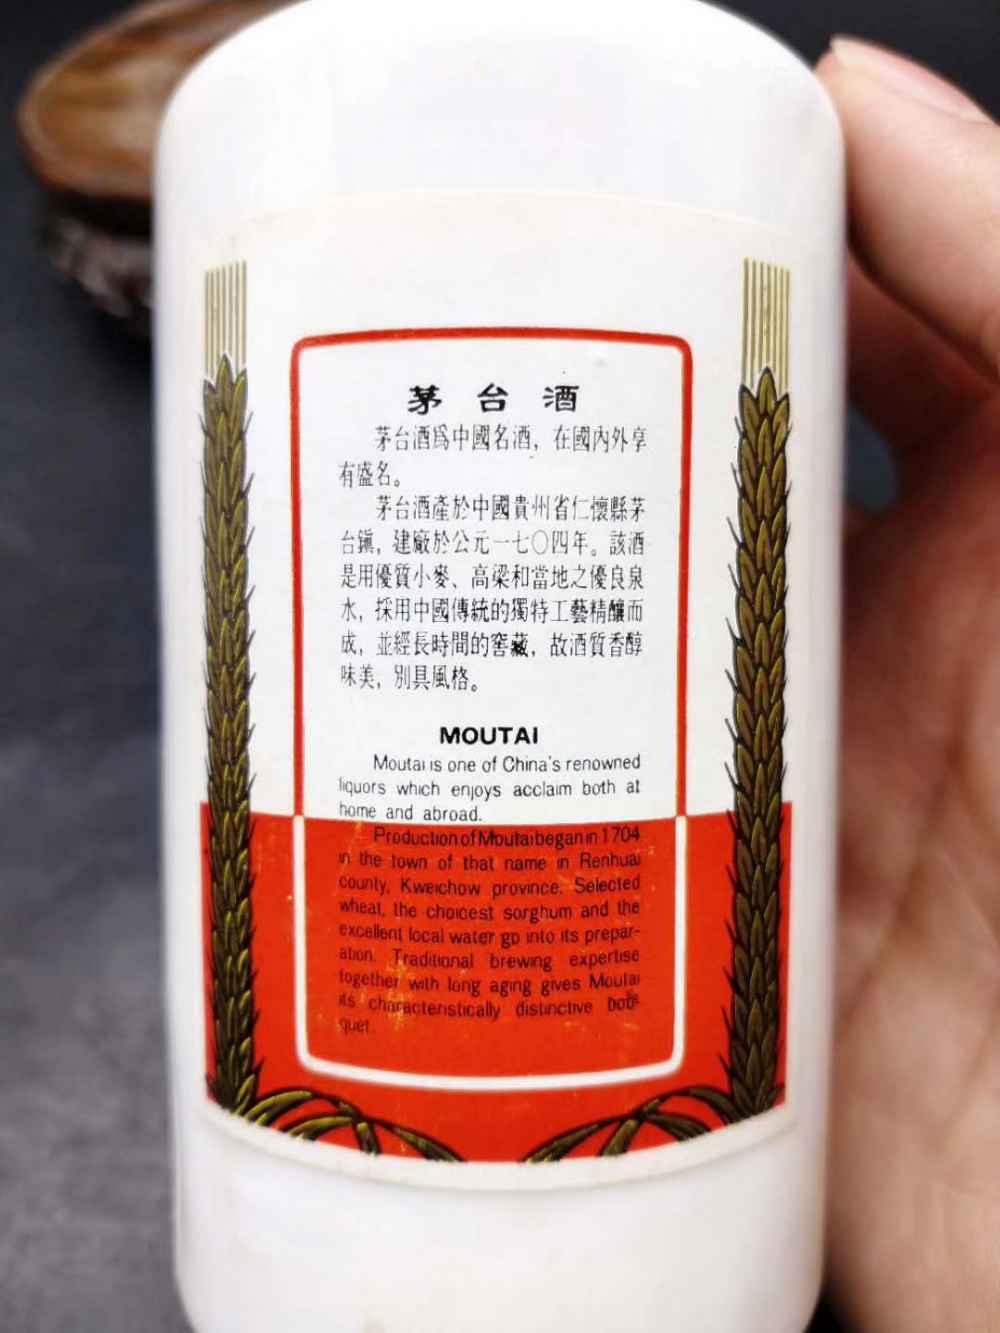 茅台酒
茅台酒爲中國名酒，在國內外享
有盛名。
茅台酒產於中國貴州省仁懷縣茅
台鎭，建廠於公元一七〇四年。該酒
是用優質小麥、高粱和當地之優良泉
水，採用中國傳統的獨特工藝精釀而
成，並經長時間的窖藏，故酒質香醇
味美，別具風格。
MOUTAI
Moutai is one of China's renowned
liquors which enjoys acclaim both at
home and abroad.
Production of Moutai began in 1704
in the town of that name in Renhuai
county, Kweichow province. Selected
wheat, the choicest sorghum and the
excellent local water go into its prepar-
ation. Traditional brewing expertise
together with long aging gives Moutai
its characteristically distinctive bou-
quet.